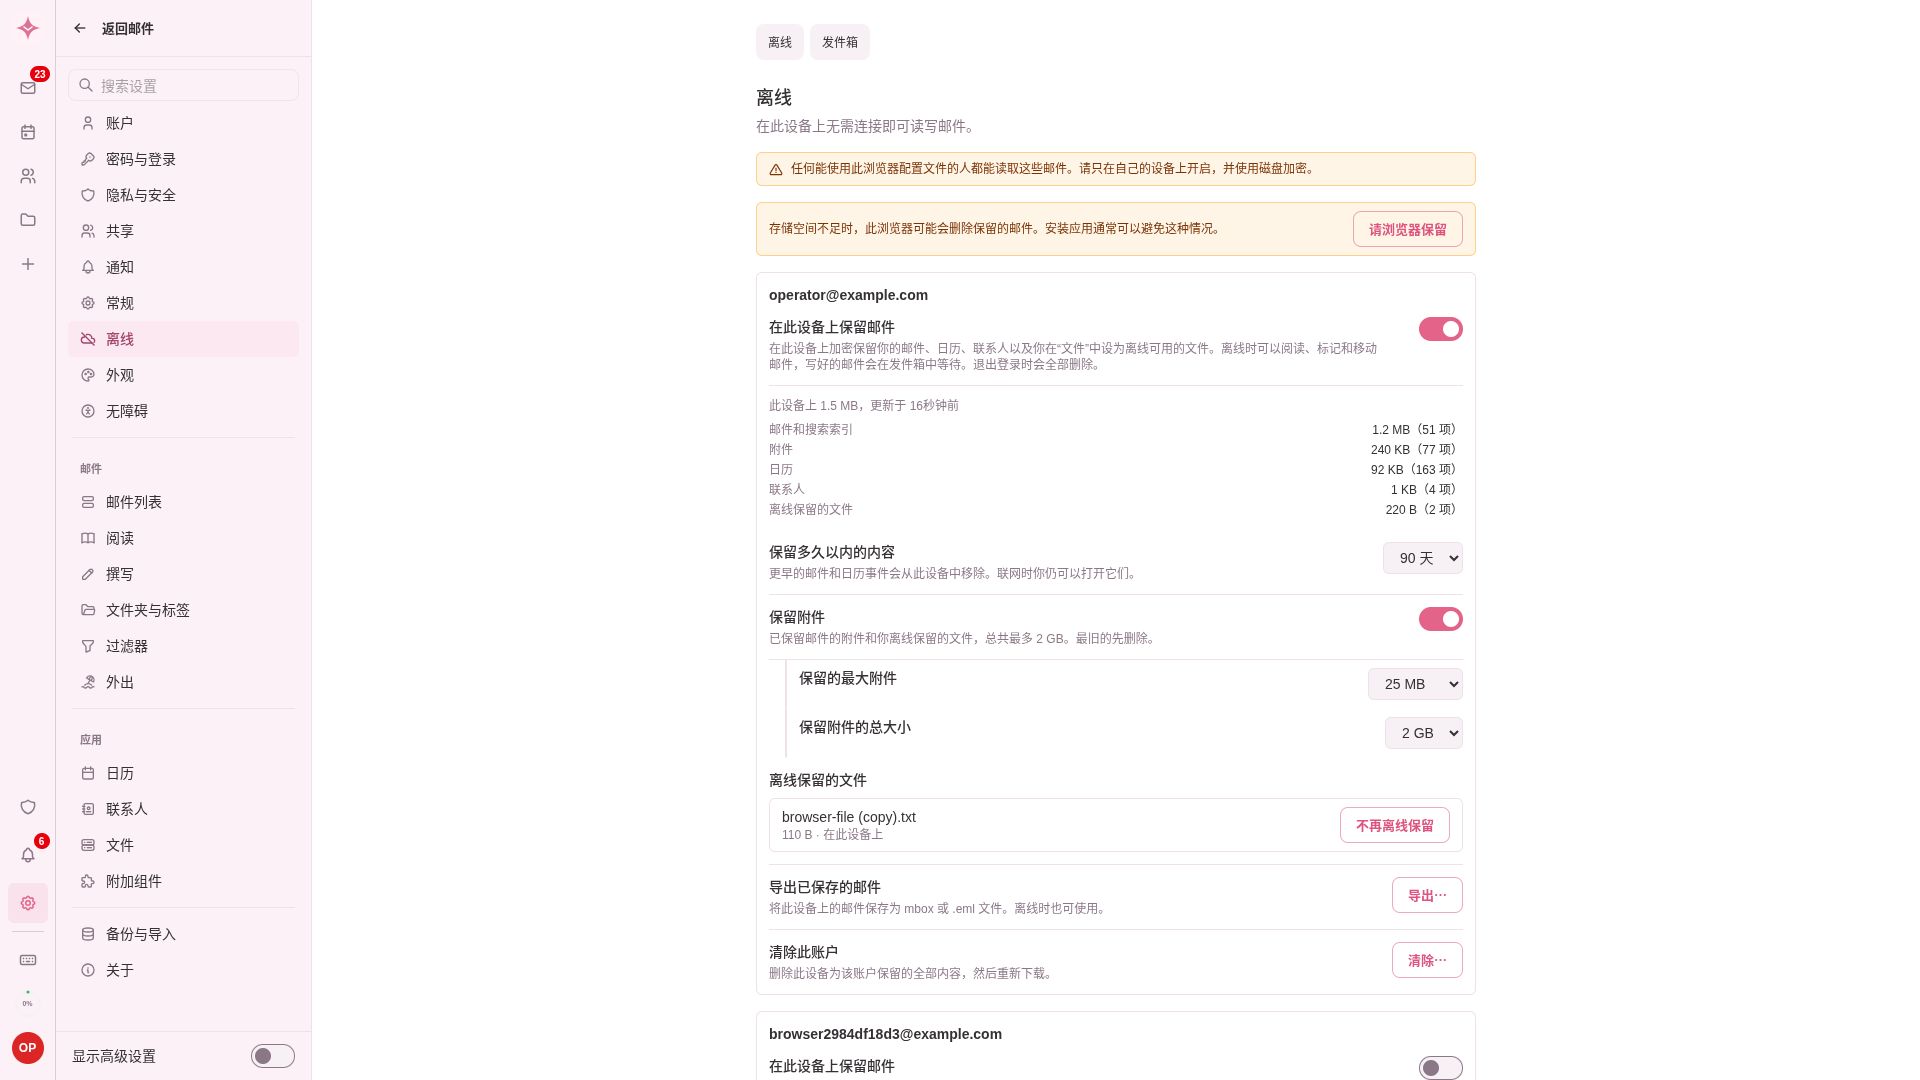 返回邮件
搜索设置
账户
密码与登录
隐私与安全
共享
通知
常规
离线
外观
无障碍
邮件
邮件列表
阅读
撰写
文件夹与标签
过滤器
外出
应用
日历
联系人
文件
附加组件
备份与导入
关于
显示高级设置
23
6
0%
OP
离线
发件箱
离线
在此设备上无需连接即可读写邮件。
任何能使用此浏览器配置文件的人都能读取这些邮件。请只在自己的设备上开启，并使用磁盘加密。
存储空间不足时，此浏览器可能会删除保留的邮件。安装应用通常可以避免这种情况。
请浏览器保留
operator@example.com
在此设备上保留邮件
在此设备上加密保留你的邮件、日历、联系人以及你在“文件”中设为离线可用的文件。离线时可以阅读、标记和移动
邮件，写好的邮件会在发件箱中等待。退出登录时会全部删除。
此设备上 1.5 MB，更新于 16秒钟前
邮件和搜索索引 1.2 MB（51 项）
附件 240 KB（77 项）
日历 92 KB（163 项）
联系人 1 KB（4 项）
离线保留的文件 220 B（2 项）
保留多久以内的内容
更早的邮件和日历事件会从此设备中移除。联网时你仍可以打开它们。
90 天
保留附件
已保留邮件的附件和你离线保留的文件，总共最多 2 GB。最旧的先删除。
保留的最大附件
25 MB
保留附件的总大小
2 GB
离线保留的文件
browser-file (copy).txt
110 B · 在此设备上
不再离线保留
导出已保存的邮件
将此设备上的邮件保存为 mbox 或 .eml 文件。离线时也可使用。
导出…
清除此账户
删除此设备为该账户保留的全部内容，然后重新下载。
清除…
browser2984df18d3@example.com
在此设备上保留邮件